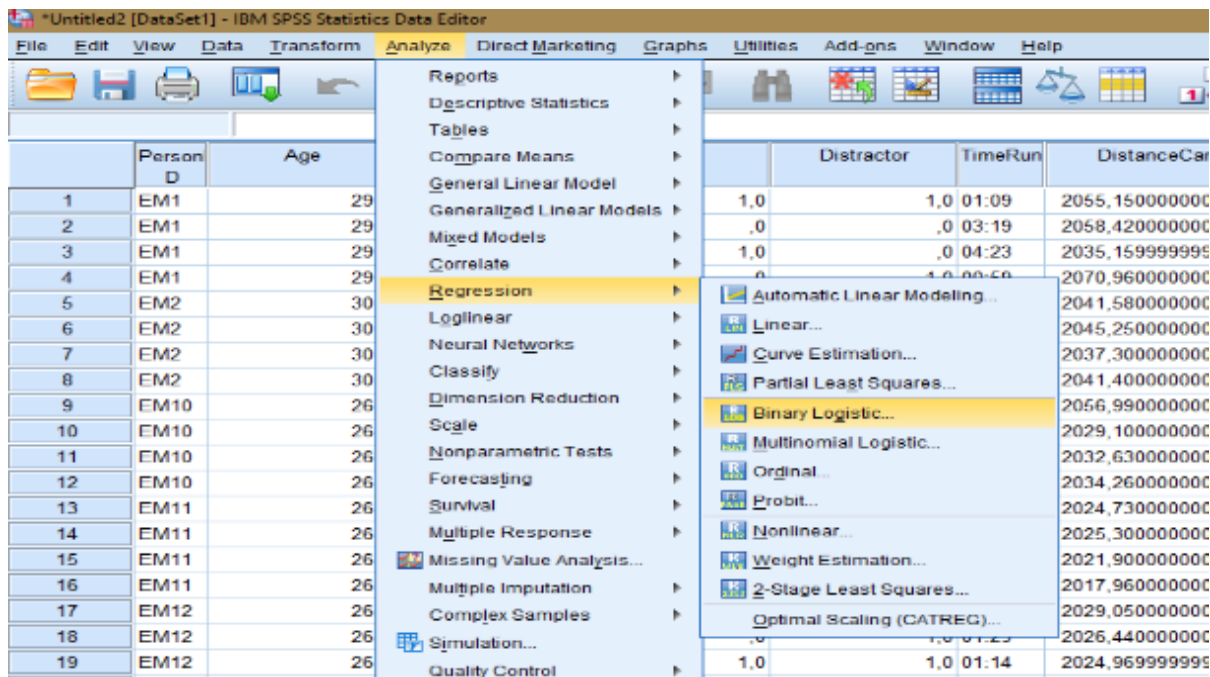 *Untitled2 [DataSet1] - IBM SPSS Statistics Data Editor
File Edit View Data Transform Analyze Direct Marketing Graphs Utilities Add-ons Window Help
Reports
Descriptive Statistics
Tables
Compare Means
General Linear Model
Generalized Linear Models
Mixed Models
Correlate
Regression
Loglinear
Neural Networks
Classify
Dimension Reduction
Scale
Nonparametric Tests
Forecasting
Survival
Multiple Response
Missing Value Analysis...
Multiple Imputation
Complex Samples
Simulation...
Quality Control
Automatic Linear Modeling...
Linear...
Curve Estimation...
Partial Least Squares...
Binary Logistic...
Multinomial Logistic...
Ordinal...
Probit...
Nonlinear...
Weight Estimation...
2-Stage Least Squares...
Optimal Scaling (CATREG)...
Person D Age Distractor TimeRun DistanceCar
1 EM1 29 1,0 1,0 01:09 2055,150000000
2 EM1 29 ,0 ,0 03:19 2058,420000000
3 EM1 29 1,0 ,0 04:23 2035,159999999
4 EM1 29 2070,960000000
5 EM2 30 2041,580000000
6 EM2 30 2045,250000000
7 EM2 30 2037,300000000
8 EM2 30 2041,400000000
9 EM10 26 2056,990000000
10 EM10 26 2029,100000000
11 EM10 26 2032,630000000
12 EM10 26 2034,260000000
13 EM11 26 2024,730000000
14 EM11 26 2025,300000000
15 EM11 26 2021,900000000
16 EM11 26 2017,960000000
17 EM12 26 2029,050000000
18 EM12 26 2026,440000000
19 EM12 26 1,0 1,0 01:14 2024,969999999